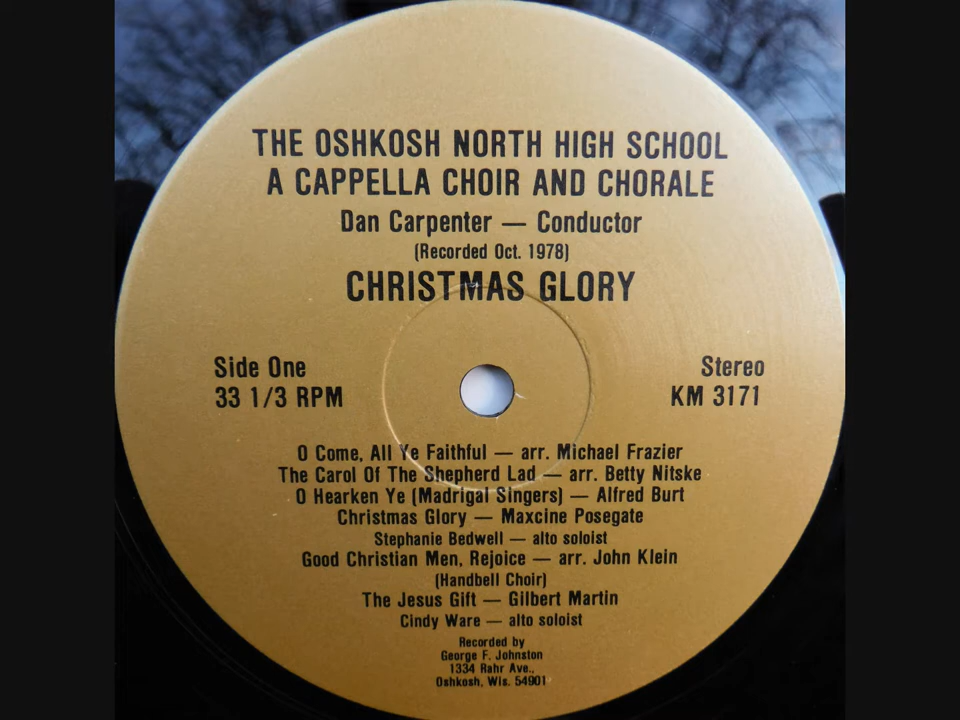 THE OSHKOSH NORTH HIGH SCHOOL
A CAPPELLA CHOIR AND CHORALE
Dan Carpenter — Conductor
(Recorded Oct. 1978)
CHRISTMAS GLORY
Side One
Stereo
33 1/3 RPM
KM 3171
O Come, All Ye Faithful — arr. Michael Frazier
The Carol Of The Shepherd Lad — arr. Betty Nitske
O Hearken Ye (Madrigal Singers) — Alfred Burt
Christmas Glory — Maxcine Posegate
Stephanie Bedwell — alto soloist
Good Christian Men, Rejoice — arr. John Klein
(Handbell Choir)
The Jesus Gift — Gilbert Martin
Cindy Ware — alto soloist
Recorded by
George F. Johnston
1334 Rahr Ave.,
Oshkosh, Wis. 54901